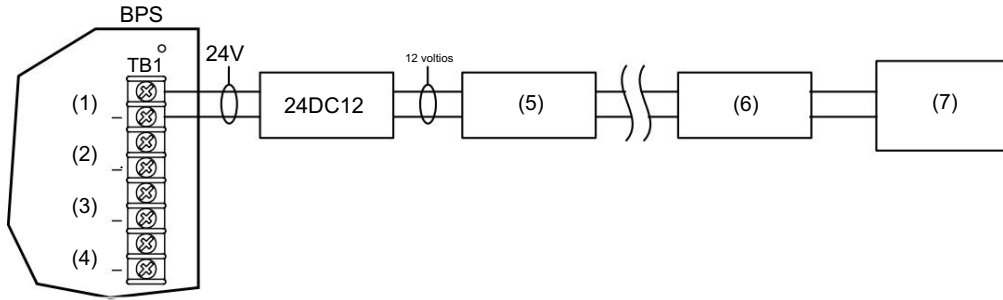 BPS
TB1
24V
12 voltios
(1)
24DC12
(5)
(6)
(7)
(2)
(3)
(4)